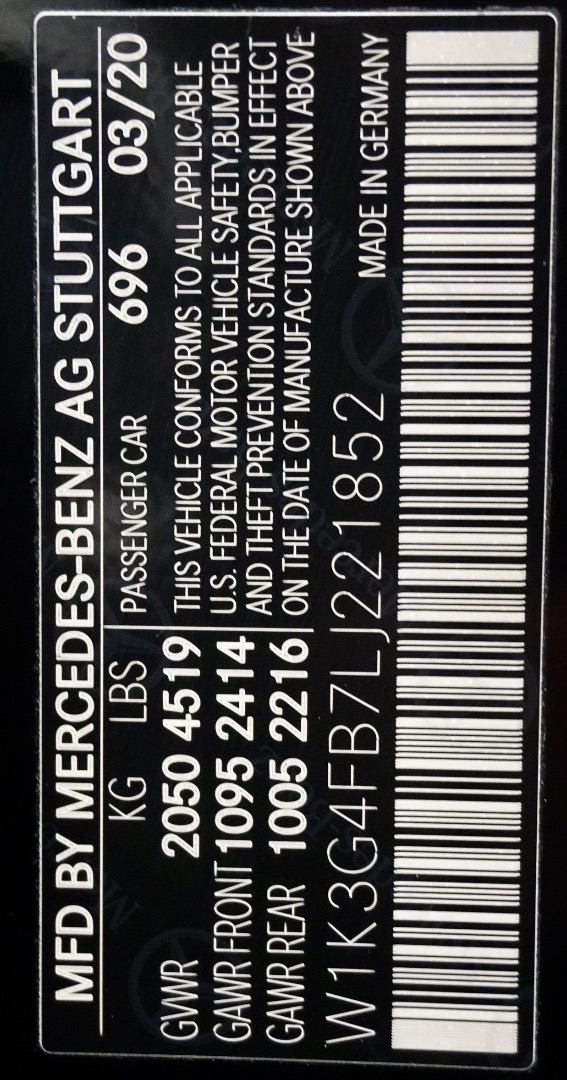 MFD BY MERCEDES-BENZ AG STUTTGART
KG LBS PASSENGER CAR 696 03/20
GVWR 2050 4519 THIS VEHICLE CONFORMS TO ALL APPLICABLE
GAWR FRONT 1095 2414 U.S. FEDERAL MOTOR VEHICLE SAFETY,BUMPER
GAWR REAR 1005 2216 AND THEFT PREVENTION STANDARDS IN EFFECT
ON THE DATE OF MANUFACTURE SHOWN ABOVE
W1K3G4FB7LJ221852 MADE IN GERMANY